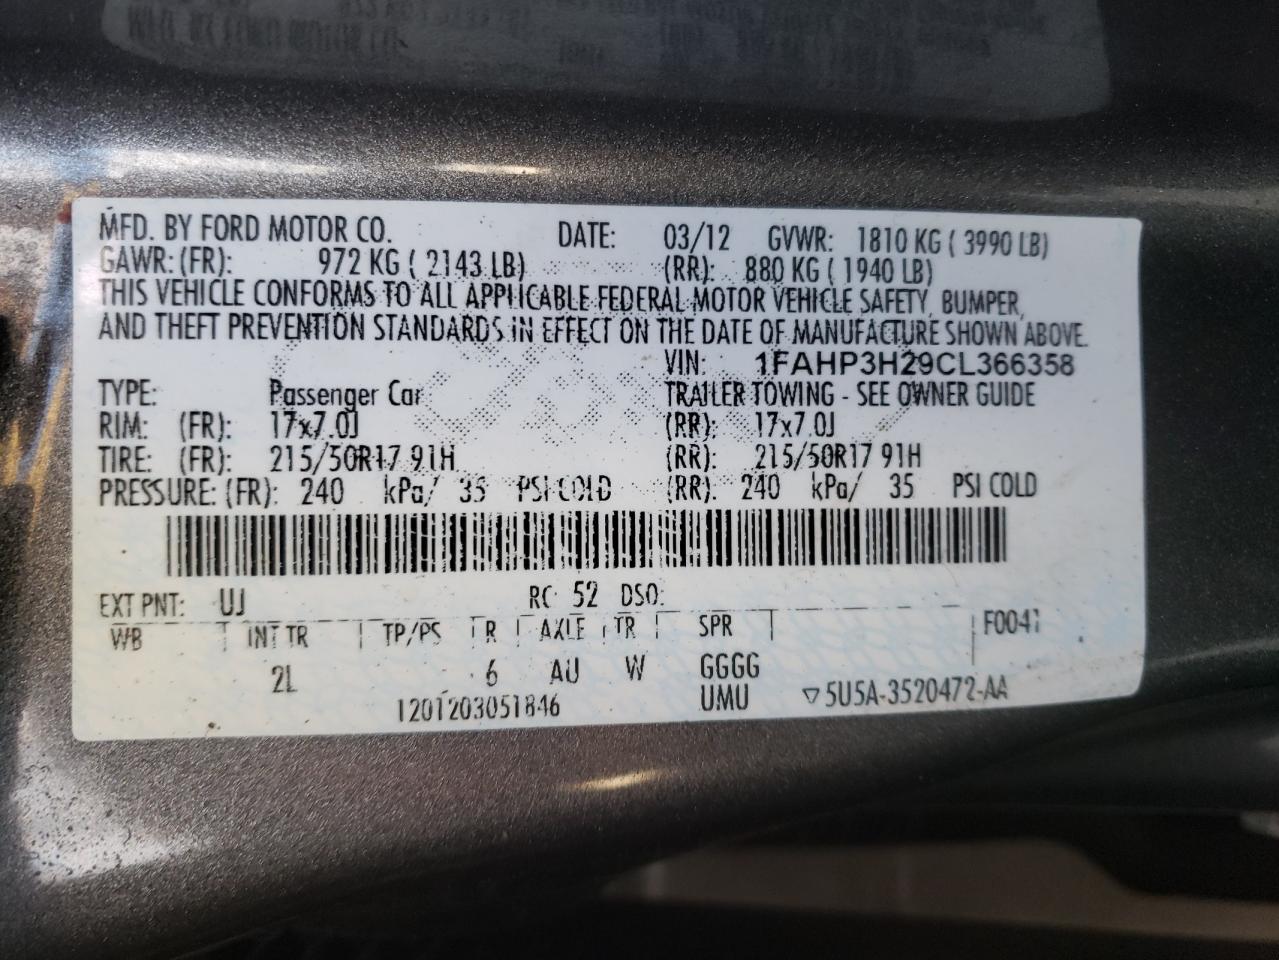 MFD. BY FORD MOTOR CO. DATE: 03/12 GVWR: 1810 KG ( 3990 LB)
GAWR: (FR): 972 KG ( 2143 LB) (RR): 880 KG ( 1940 LB)
THIS VEHICLE CONFORMS TO ALL APPLICABLE FEDERAL MOTOR VEHICLE SAFETY, BUMPER,
AND THEFT PREVENTION STANDARDS IN EFFECT ON THE DATE OF MANUFACTURE SHOWN ABOVE.
VIN: 1FAHP3H29CL366358
TYPE: Passenger Car TRAILER TOWING - SEE OWNER GUIDE
RIM: (FR): 17x7.0J (RR): 17x7.0J
TIRE: (FR): 215/50R17 91H (RR): 215/50R17 91H
PRESSURE: (FR): 240 kPa/ 35 PSI COLD (RR): 240 kPa/ 35 PSI COLD
EXT PNT: UJ RC: 52 DSO:
WB | INT TR | TP/PS | R | AXLE | TR | SPR | | F0041
2L 6 AU W GGGG
1201203051846 UMU ▽5U5A-3520472-AA